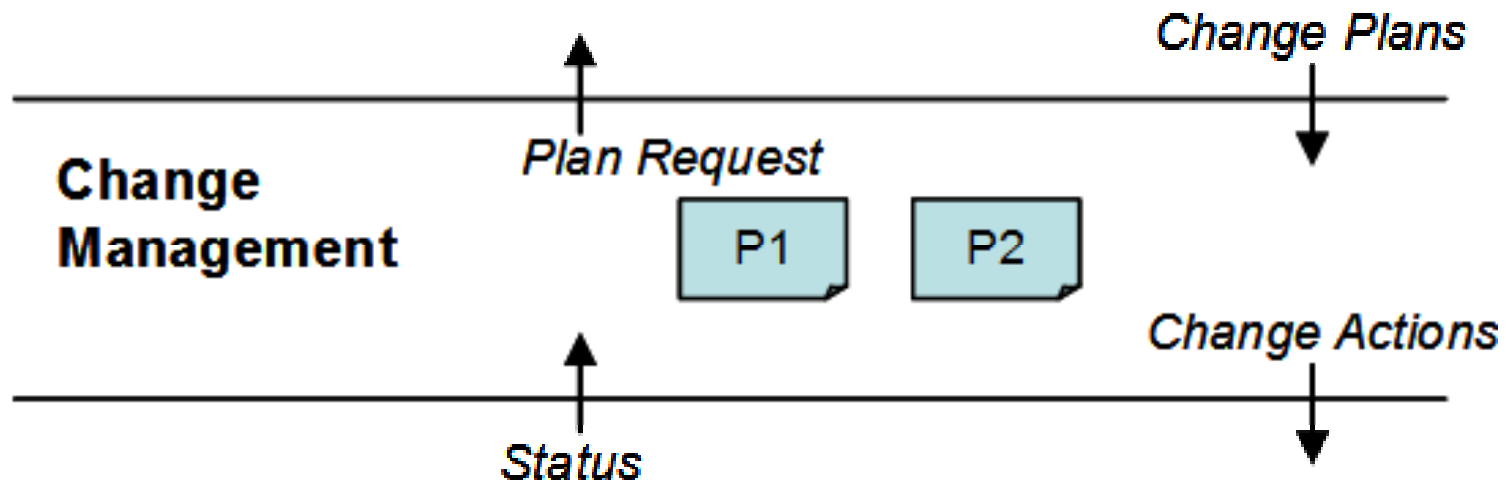 Change Plans
Plan Request
Change
Management
P1
P2
Change Actions
Status